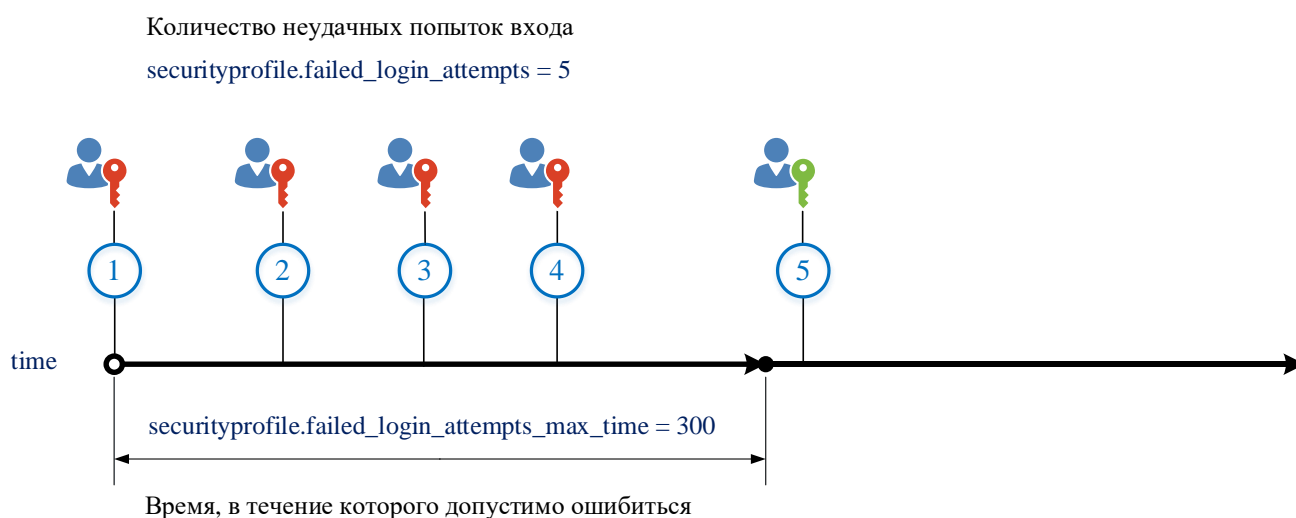 Количество неудачных попыток входа
securityprofile.failed_login_attempts = 5
1 2 3 4 5
time
securityprofile.failed_login_attempts_max_time = 300
Время, в течение которого допустимо ошибиться